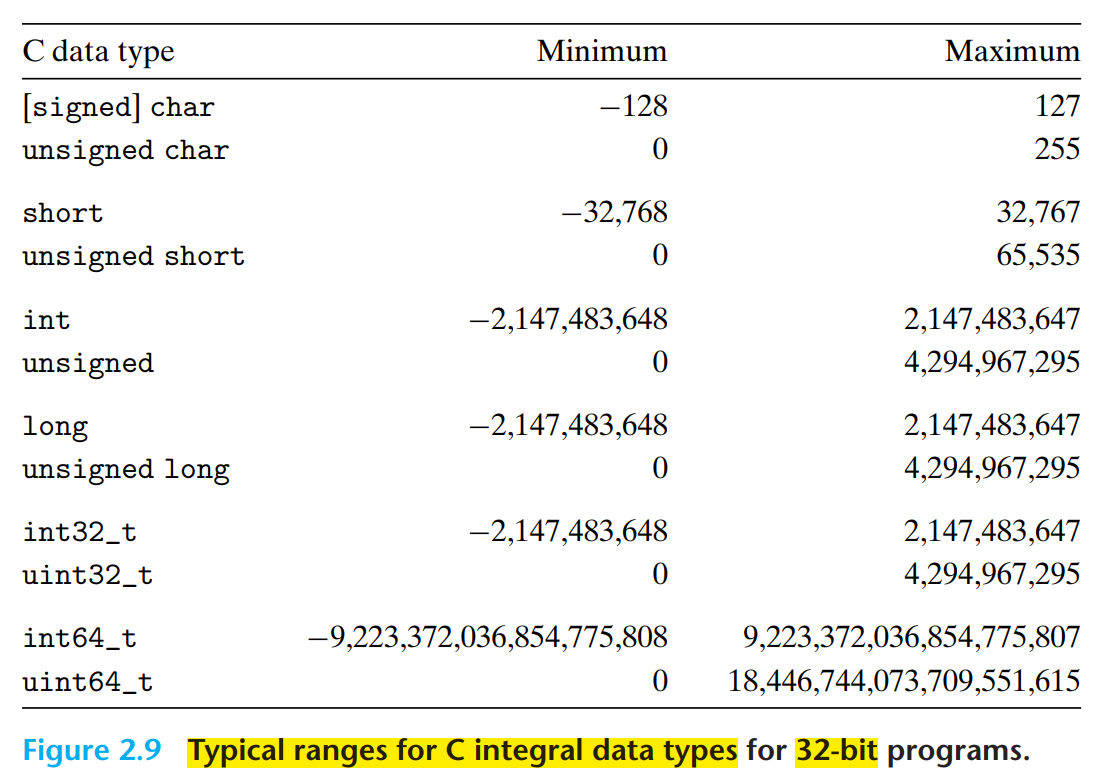 C data type Minimum Maximum
[signed] char −128 127
unsigned char 0 255
short −32,768 32,767
unsigned short 0 65,535
int −2,147,483,648 2,147,483,647
unsigned 0 4,294,967,295
long −2,147,483,648 2,147,483,647
unsigned long 0 4,294,967,295
int32_t −2,147,483,648 2,147,483,647
uint32_t 0 4,294,967,295
int64_t −9,223,372,036,854,775,808 9,223,372,036,854,775,807
uint64_t 0 18,446,744,073,709,551,615
Figure 2.9 Typical ranges for C integral data types for 32-bit programs.